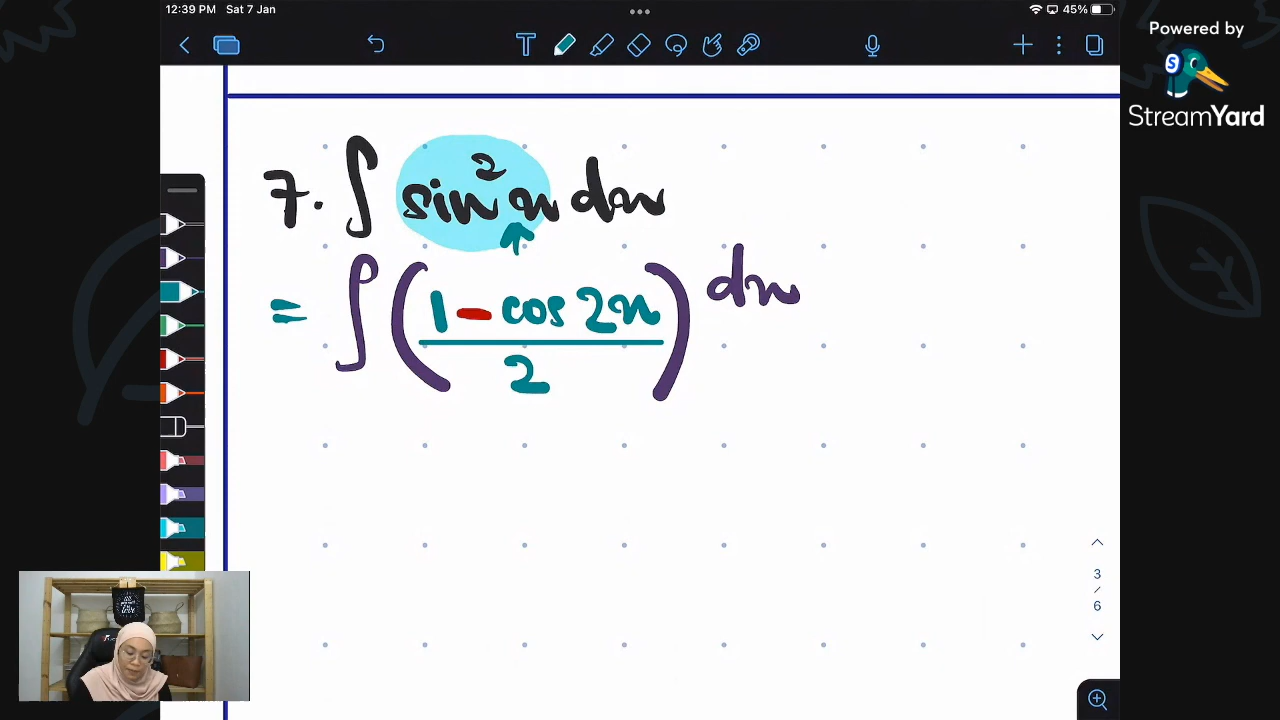 12:39 PM Sat 7 Jan
45%
Powered by
StreamYard
7. ∫ sin² x dx
= ∫ ( (1 - cos 2x) / 2 ) dx
3
/
6